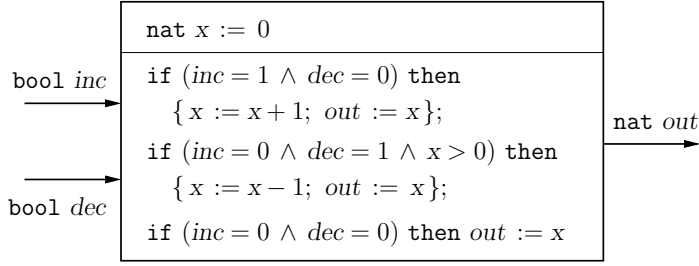 nat x := 0
bool inc
if (inc = 1 ∧ dec = 0) then
{ x := x + 1; out := x };
if (inc = 0 ∧ dec = 1 ∧ x > 0) then
{ x := x − 1; out := x };
if (inc = 0 ∧ dec = 0) then out := x
bool dec
nat out